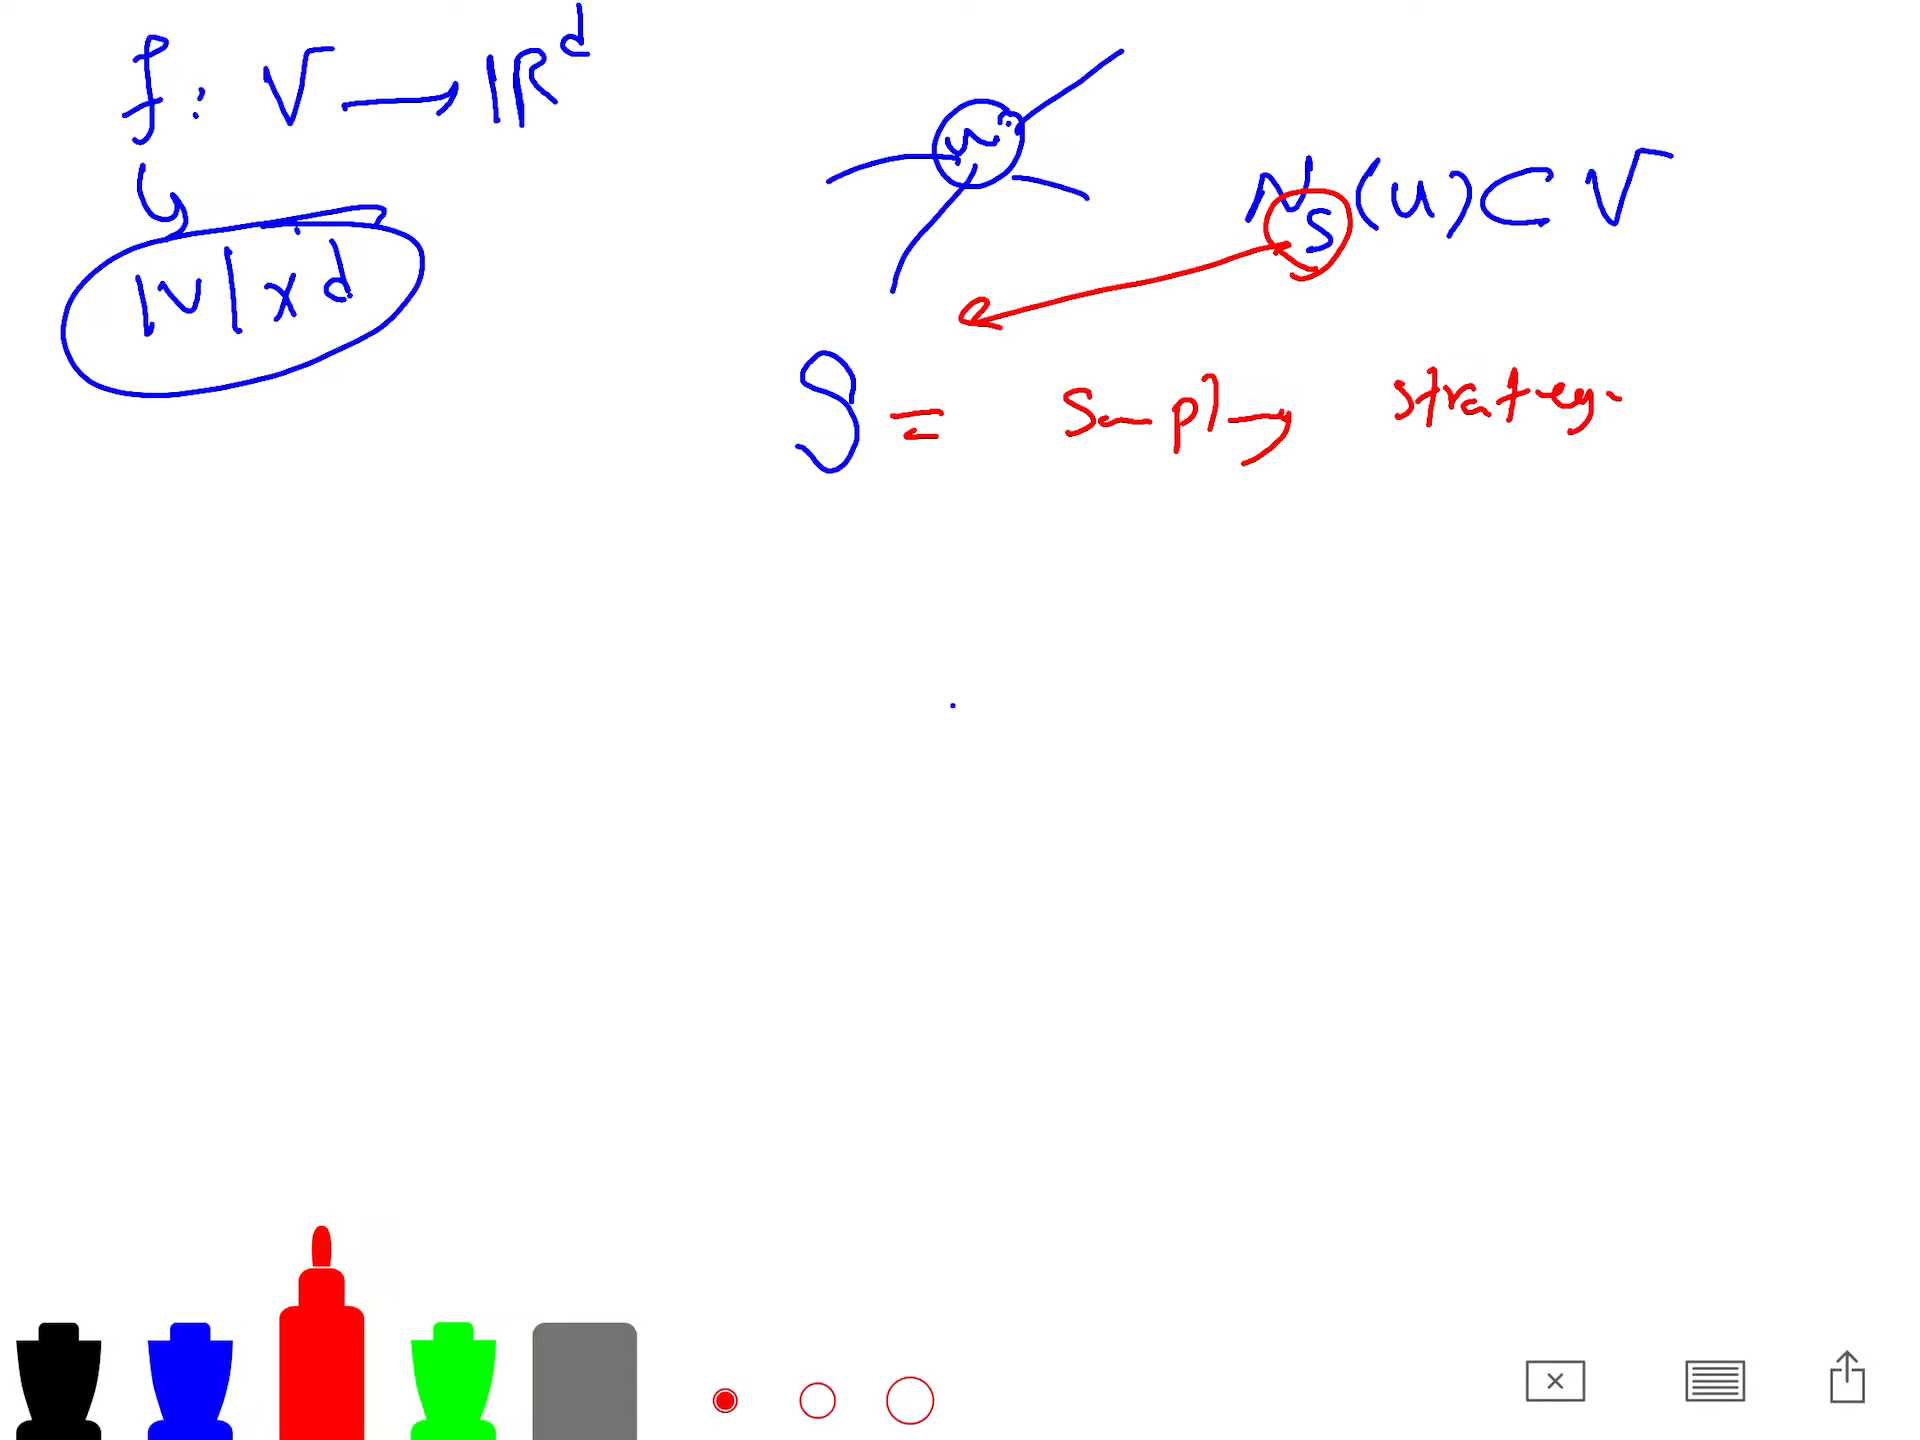 f: V → ℝ^d
|V| x d
u
N_S(u) ⊂ V
S = Sampling strategy